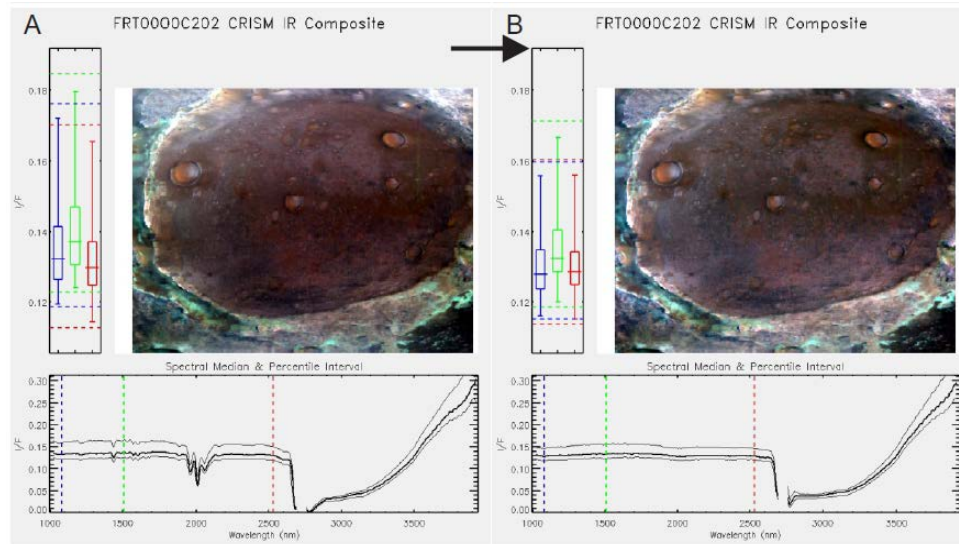 A
FRT0000C202 CRISM IR Composite
0.18
0.16
0.14
0.12
I/F
Spectral Median & Percentile Interval
0.30
0.25
0.20
0.15
0.10
0.05
0.00
I/F
1000 1500 2000 2500 3000 3500
Wavelength (nm)
B
FRT0000C202 CRISM IR Composite
0.18
0.16
0.14
0.12
I/F
Spectral Median & Percentile Interval
0.30
0.25
0.20
0.15
0.10
0.05
0.00
I/F
1000 1500 2000 2500 3000 3500
Wavelength (nm)